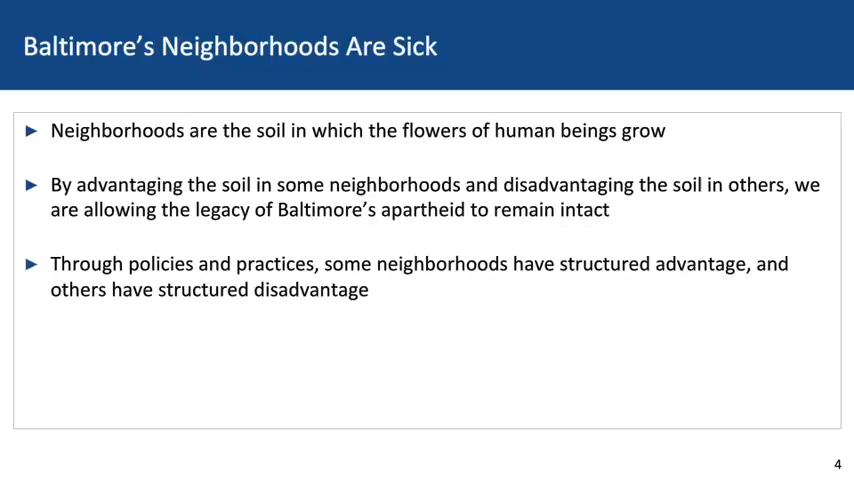 Baltimore’s Neighborhoods Are Sick
► Neighborhoods are the soil in which the flowers of human beings grow
► By advantaging the soil in some neighborhoods and disadvantaging the soil in others, we
are allowing the legacy of Baltimore’s apartheid to remain intact
► Through policies and practices, some neighborhoods have structured advantage, and
others have structured disadvantage
4